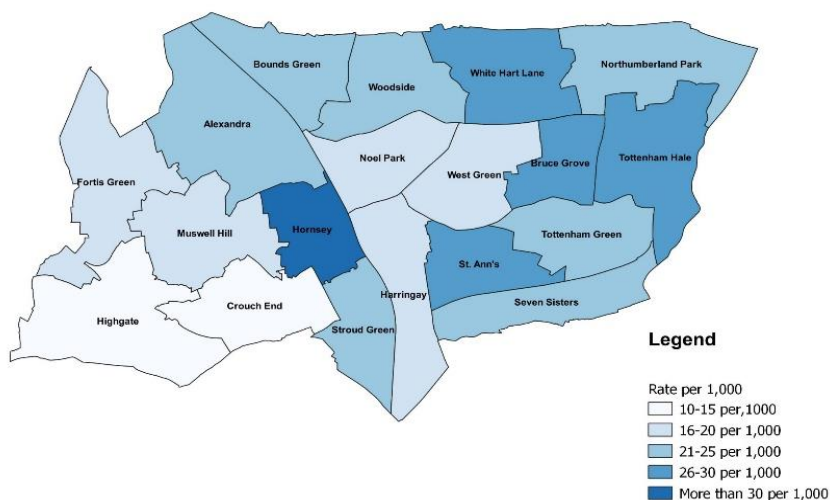 Bounds Green
Woodside
White Hart Lane
Northumberland Park
Alexandra
Noel Park
West Green
Bruce Grove
Tottenham Hale
Fortis Green
Muswell Hill
Hornsey
Tottenham Green
St. Ann's
Highgate
Crouch End
Harringay
Seven Sisters
Stroud Green
Legend
Rate per 1,000
10-15 per,1000
16-20 per 1,000
21-25 per 1,000
26-30 per 1,000
More than 30 per 1,000